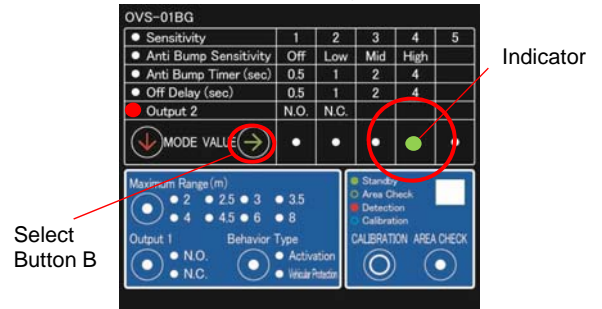 OVS-01BG
Sensitivity 1 2 3 4 5
Anti Bump Sensitivity Off Low Mid High
Anti Bump Timer (sec) 0.5 1 2 4
Off Delay (sec) 0.5 1 2 4
Output 2 N.O. N.C.
MODE VALUE
Indicator
Maximum Range (m)
2 2.5 3 3.5
4 4.5 6 8
Standby
Area Check
Detection
Calibration
Output 1 Behavior Type
N.O. Activation
N.C. Vehicle Protection
CALIBRATION AREA CHECK
Select
Button B